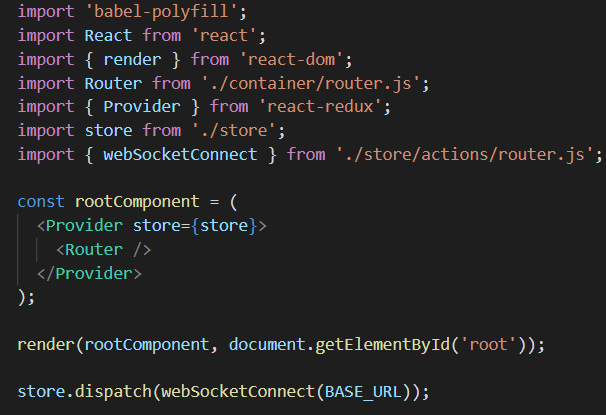 import 'babel-polyfill';
import React from 'react';
import { render } from 'react-dom';
import Router from './container/router.js';
import { Provider } from 'react-redux';
import store from './store';
import { webSocketConnect } from './store/actions/router.js';

const rootComponent = (
  <Provider store={store}>
    <Router />
  </Provider>
);

render(rootComponent, document.getElementById('root'));

store.dispatch(webSocketConnect(BASE_URL));